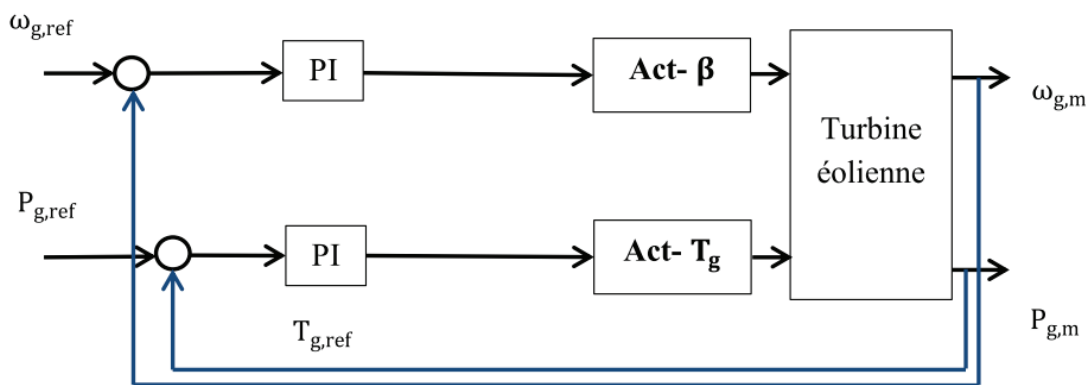 ω_g,ref
PI
Act- β
Turbine
éolienne
ω_g,m
P_g,ref
PI
Act- T_g
T_g,ref
P_g,m